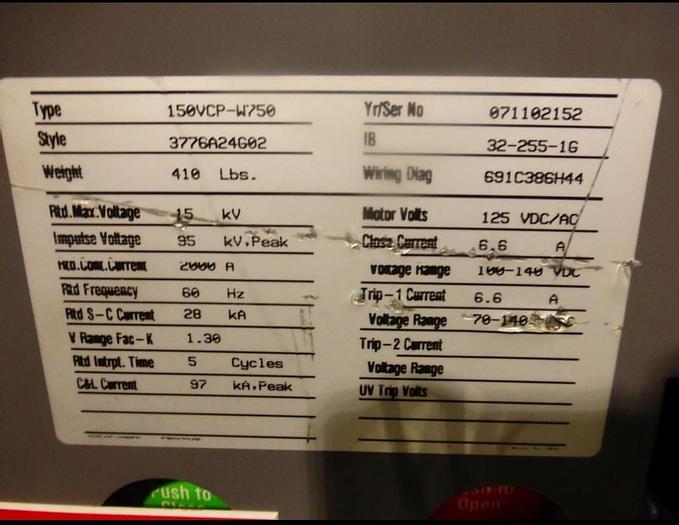 Type 150VCP-W750 Yr/Ser No 071102152
Style 3776A24G02 IB 32-255-1G
Weight 410 Lbs. Wiring Diag 691C386H44
Rtd.Max.Voltage 15 kV Motor Volts 125 VDC/AC
Impulse Voltage 95 kV,Peak Close Current 6.6 A
Rtd.Cont.Current 2000 A Voltage Range 100-140 VDC
Rtd Frequency 60 Hz Trip-1 Current 6.6 A
Rtd S-C Current 28 kA Voltage Range 70-140
V Range Fac-K 1.30 Trip-2 Current
Rtd Intrpt. Time 5 Cycles Voltage Range
C&L Current 97 kA,Peak UV Trip Volts
Push to
Close
Push To
Open